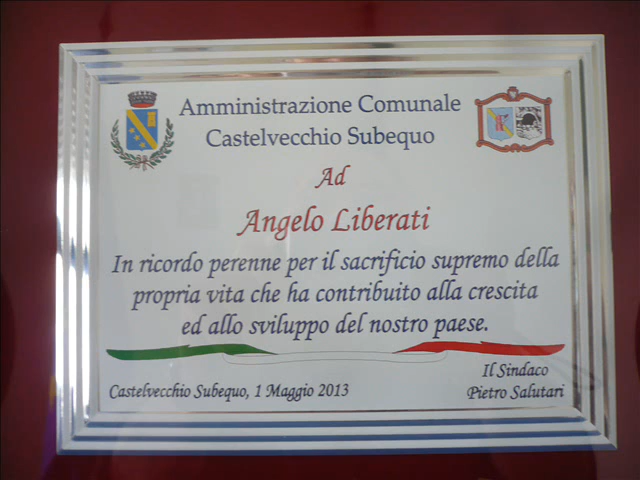 Amministrazione Comunale
Castelvecchio Subequo
Ad
Angelo Liberati
In ricordo perenne per il sacrificio supremo della
propria vita che ha contribuito alla crescita
ed allo sviluppo del nostro paese.
Il Sindaco
Castelvecchio Subequo, 1 Maggio 2013
Pietro Salutari